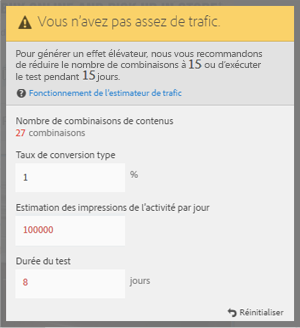 Vous n'avez pas assez de trafic.
Pour générer un effet élévateur, nous vous recommandons
de réduire le nombre de combinaisons à 15 ou d'exécuter
le test pendant 15 jours.
Fonctionnement de l'estimateur de trafic
Nombre de combinaisons de contenus
27 combinaisons
Taux de conversion type
1 %
Estimation des impressions de l'activité par jour
100000
Durée du test
8 jours
Réinitialiser